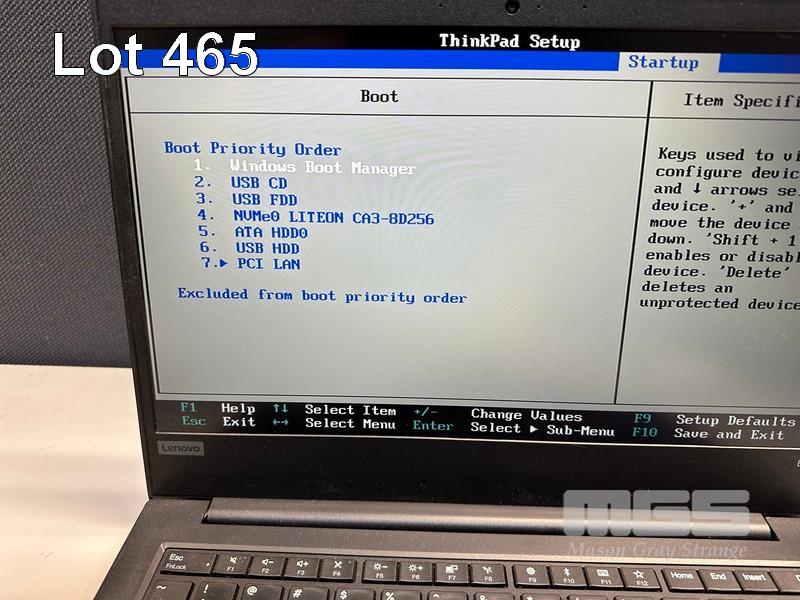 Lot 465
ThinkPad Setup
Startup
Boot
Item Specifi
Boot Priority Order
1. Windows Boot Manager
2. USB CD
3. USB FDD
4. NVMe0 LITEON CA3-8D256
5. ATA HDD0
6. USB HDD
7.▶ PCI LAN
Excluded from boot priority order
Keys used to vi
configure devic
and ↓ arrows se
device. '+' and
move the device
down. 'Shift + 1
enables or disabl
device. 'Delete'
deletes an
unprotected device
F1 Help ↑↓ Select Item +/- Change Values F9 Setup Defaults
Esc Exit ←→ Select Menu Enter Select ▶ Sub-Menu F10 Save and Exit
Lenovo
MGS
Mason Gray Strange
Esc
FnLock
F1 F2 F3 F4 F5 F6 F7 F8 F9 F10 F11 F12 Home End Insert
~ ! @ # $ % &